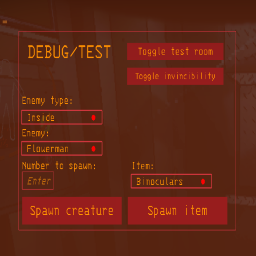 DEBUG/TEST
Toggle test room
Toggle invincibility
Enemy type:
Inside
Enemy:
Flowerman
Number to spawn:
Item:
Enter
Binoculars
Spawn creature
Spawn item